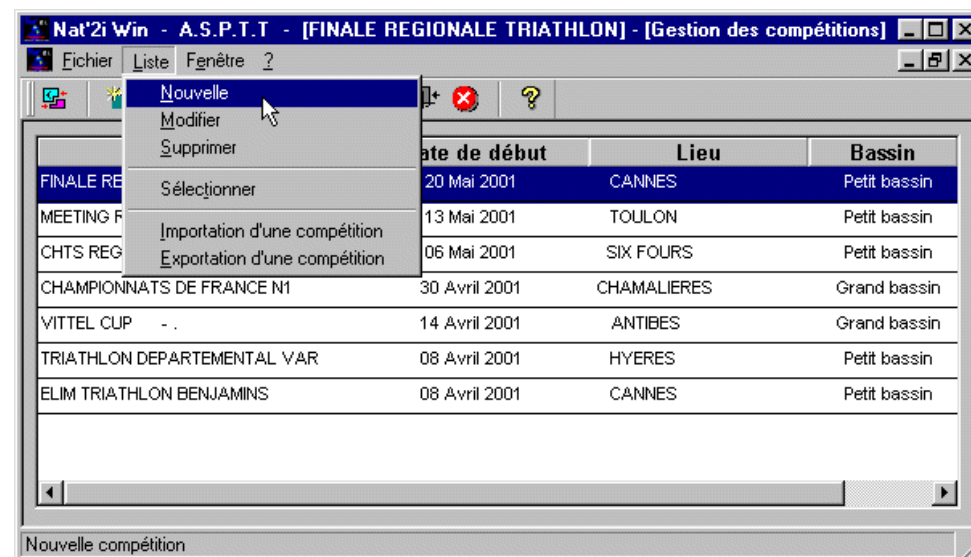 Nat'2i Win - A.S.P.T.T - [FINALE REGIONALE TRIATHLON] - [Gestion des compétitions]
Fichier Liste Fenêtre ?
Nouvelle
Modifier
Supprimer
Sélectionner
Importation d'une compétition
Exportation d'une compétition
ate de début Lieu Bassin
FINALE RE 20 Mai 2001 CANNES Petit bassin
MEETING R 13 Mai 2001 TOULON Petit bassin
CHTS REG 06 Mai 2001 SIX FOURS Petit bassin
CHAMPIONNATS DE FRANCE N1 30 Avril 2001 CHAMALIERES Grand bassin
VITTEL CUP - . 14 Avril 2001 ANTIBES Grand bassin
TRIATHLON DEPARTEMENTAL VAR 08 Avril 2001 HYERES Petit bassin
ELIM TRIATHLON BENJAMINS 08 Avril 2001 CANNES Petit bassin
Nouvelle compétition